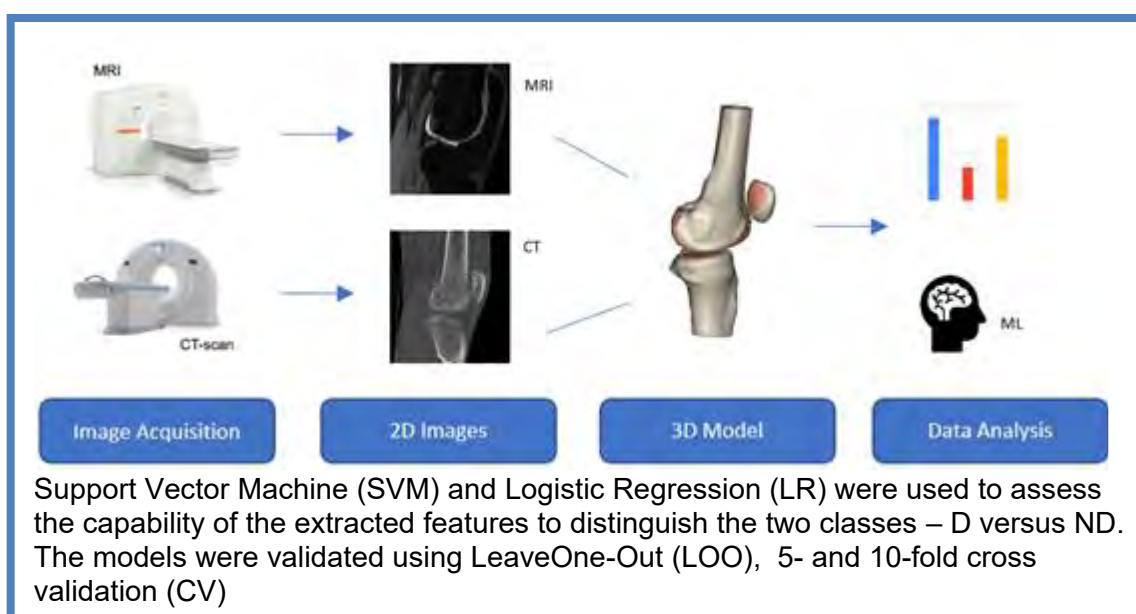 MRI
MRI
CT
CT-scan
ML
Image Acquisition
2D Images
3D Model
Data Analysis
Support Vector Machine (SVM) and Logistic Regression (LR) were used to assess
the capability of the extracted features to distinguish the two classes – D versus ND.
The models were validated using LeaveOne-Out (LOO),  5- and 10-fold cross
validation (CV)